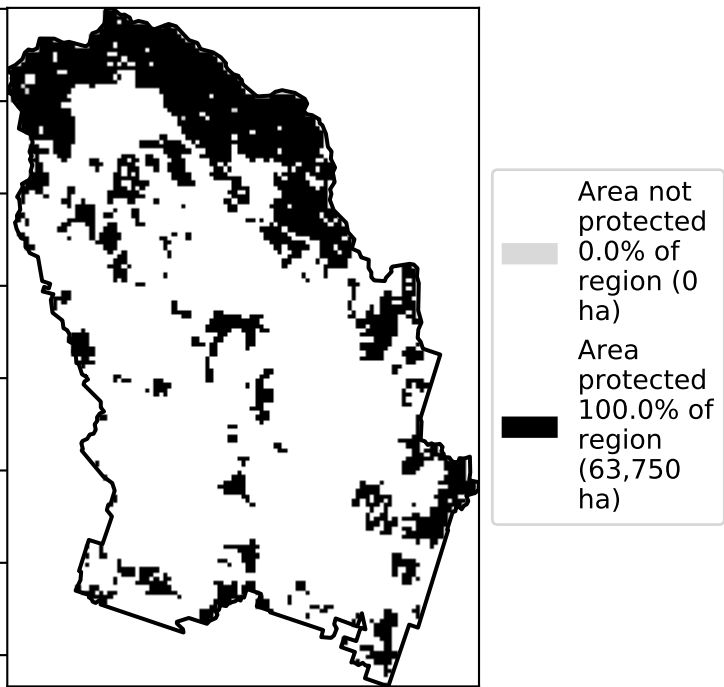 Area not
protected
0.0% of
region (0
ha)
Area
protected
100.0% of
region
(63,750
ha)